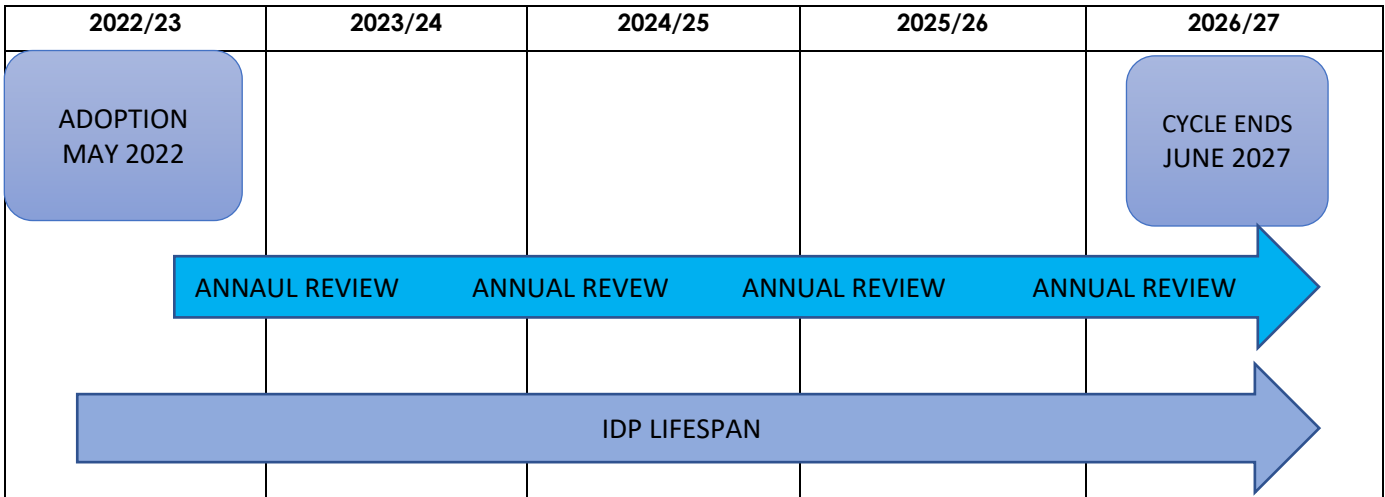 2022/23 2023/24 2024/25 2025/26 2026/27
ADOPTION
MAY 2022
CYCLE ENDS
JUNE 2027
ANNAUL REVIEW ANNUAL REVEW ANNUAL REVIEW ANNUAL REVIEW
IDP LIFESPAN